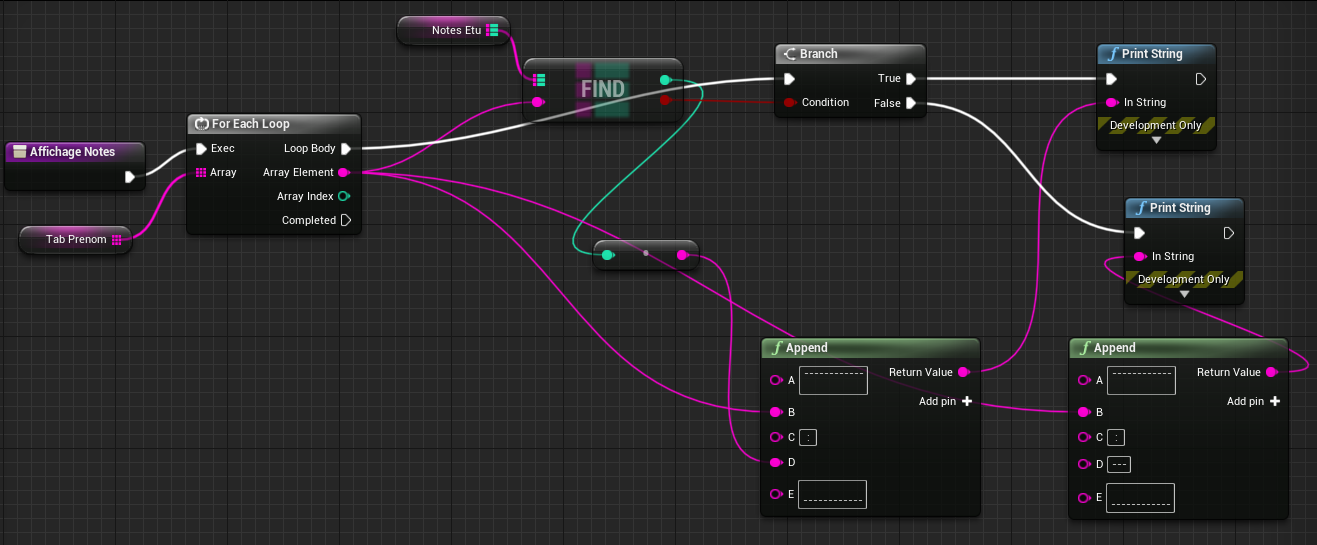 Notes Etu
FIND
Branch
True
Condition
False
Print String
In String
Development Only
For Each Loop
Exec
Loop Body
Array
Array Element
Array Index
Completed
Affichage Notes
Tab Prenom
Print String
In String
Development Only
Append
A ------------
Return Value
Add pin +
B
C :
D
E ------------
Append
A ------------
Return Value
Add pin +
B
C :
D ---
E ------------